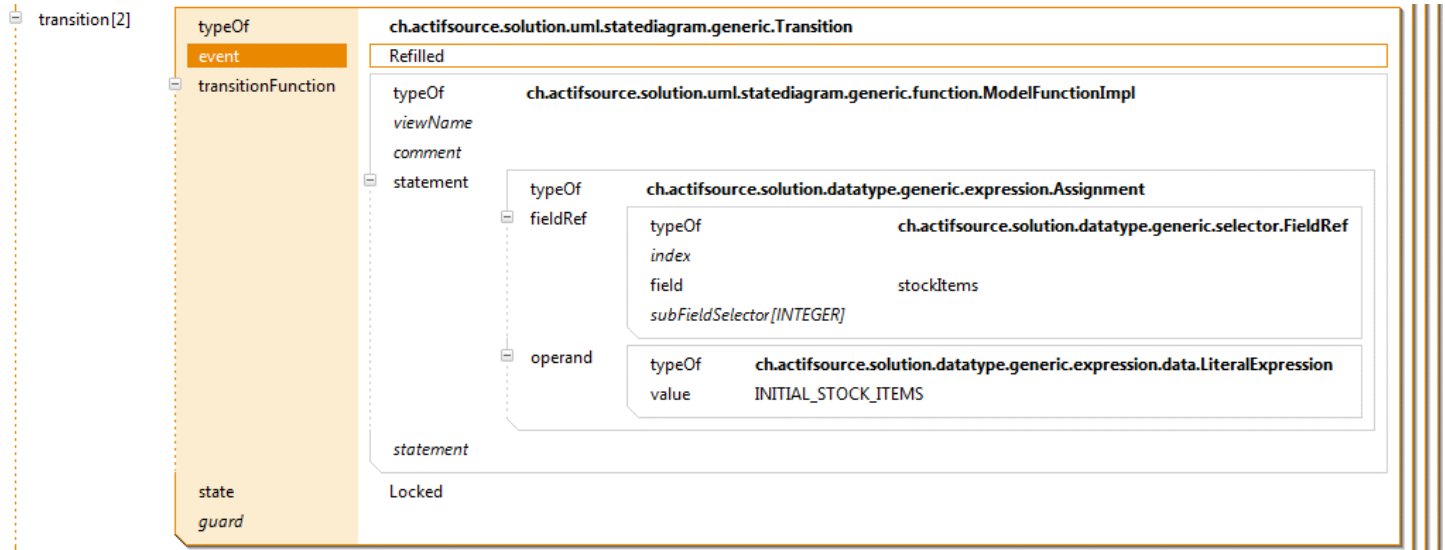 transition[2]
typeOf ch.actifsource.solution.uml.statediagram.generic.Transition
event Refilled
transitionFunction
typeOf ch.actifsource.solution.uml.statediagram.generic.function.ModelFunctionImpl
viewName
comment
statement
typeOf ch.actifsource.solution.datatype.generic.expression.Assignment
fieldRef
typeOf ch.actifsource.solution.datatype.generic.selector.FieldRef
index
field stockItems
subFieldSelector[INTEGER]
operand
typeOf ch.actifsource.solution.datatype.generic.expression.data.LiteralExpression
value INITIAL_STOCK_ITEMS
statement
state Locked
guard